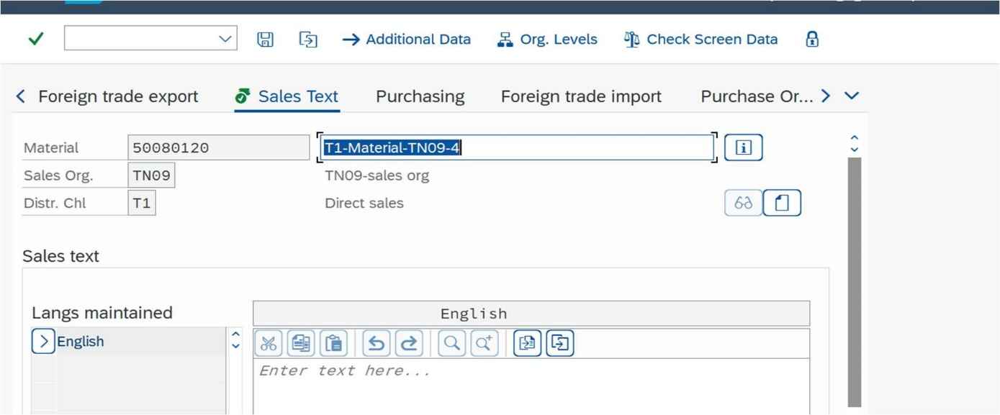 Additional Data Org. Levels Check Screen Data
Foreign trade export Sales Text Purchasing Foreign trade import Purchase Or...
Material 50080120 T1-Material-TN09-4
Sales Org. TN09 TN09-sales org
Distr. Chl T1 Direct sales
Sales text
Langs maintained English
English
Enter text here...